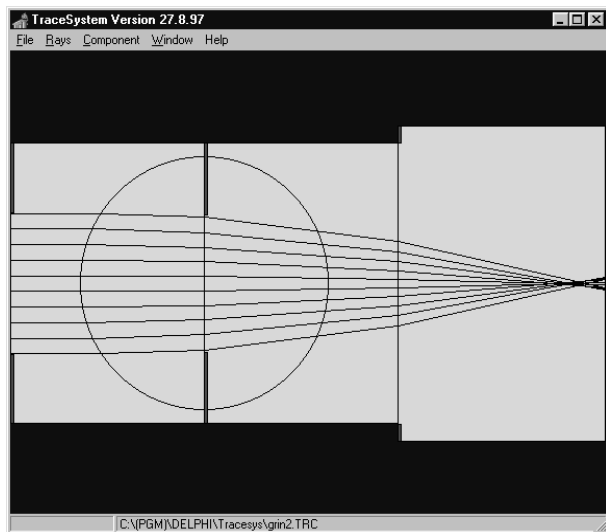 TraceSystem Version 27.8.97
File Rays Component Window Help
C:\(PGM)\DELPHI\Tracesys\grin2.TRC